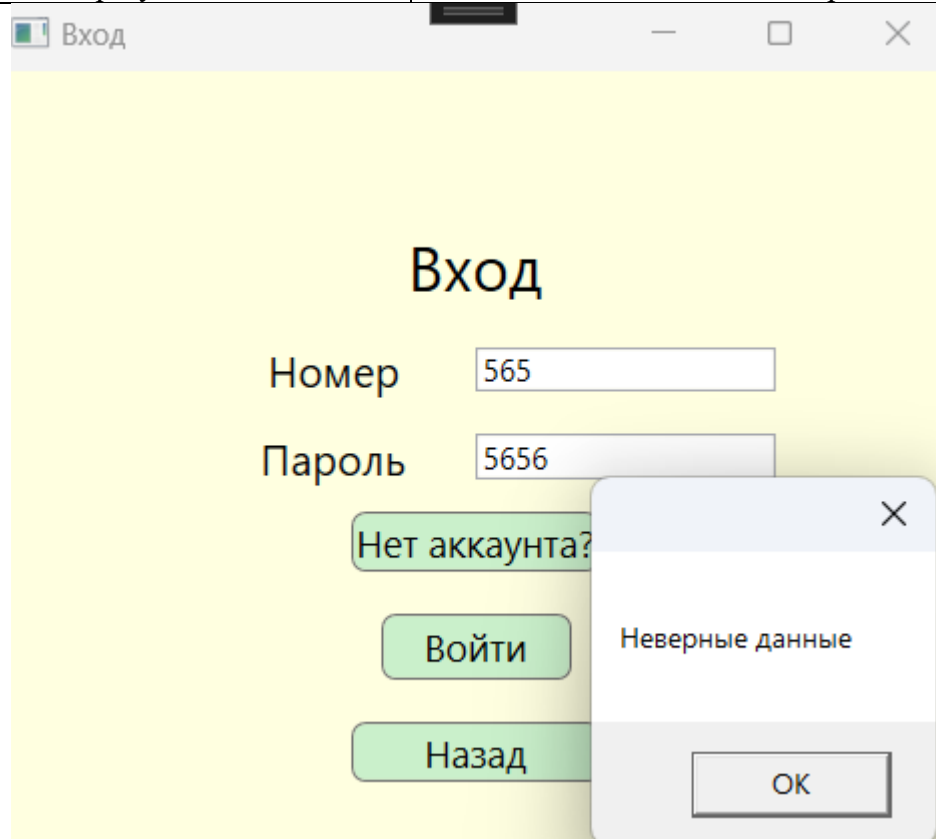 Вход
Вход
Номер 565
Пароль 5656
Нет аккаунта?
Неверные данные
Войти
Назад
OK